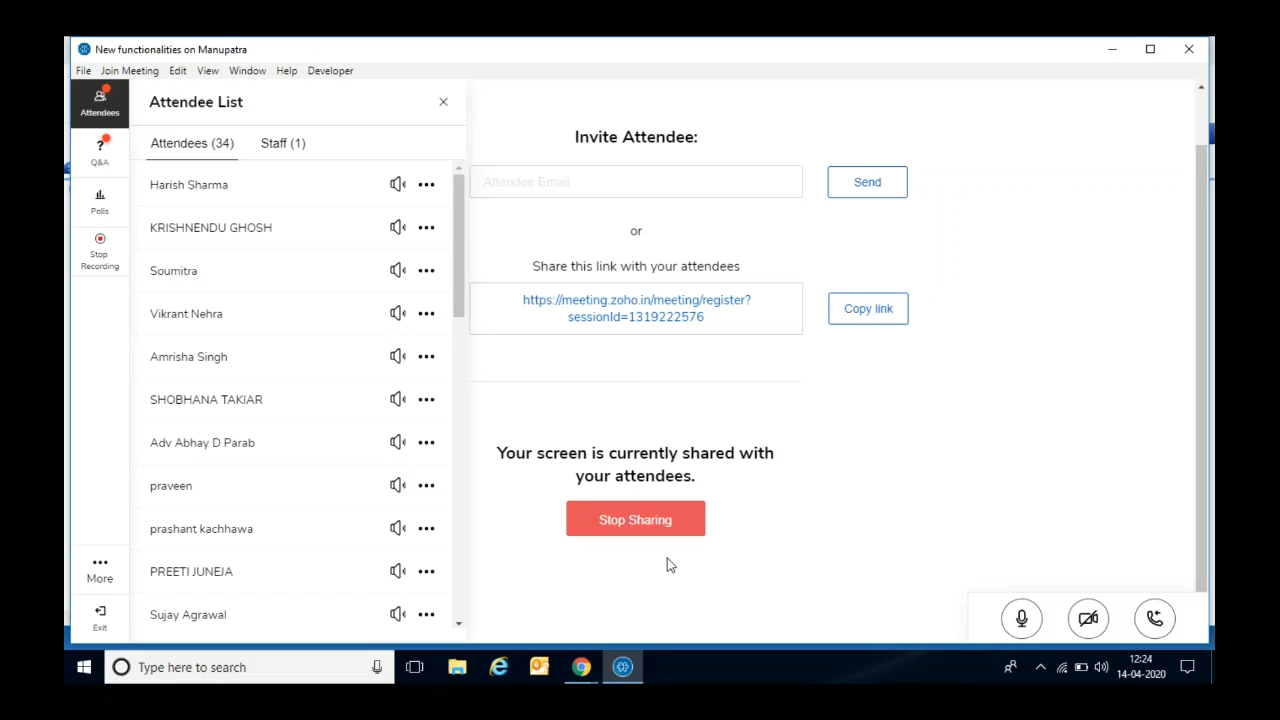 New functionalities on Manupatra
File Join Meeting Edit View Window Help Developer
Attendees
Q&A
Polls
Stop
Recording
More
Exit
Attendee List
Attendees (34) Staff (1)
Harish Sharma
KRISHNENDU GHOSH
Soumitra
Vikrant Nehra
Amrisha Singh
SHOBHANA TAKIAR
Adv Abhay D Parab
praveen
prashant kachhawa
PREETI JUNEJA
Sujay Agrawal
Invite Attendee:
Attendee Email
Send
or
Share this link with your attendees
https://meeting.zoho.in/meeting/register?
sessionId=1319222576
Copy link
Your screen is currently shared with
your attendees.
Stop Sharing
Type here to search
12:24
14-04-2020